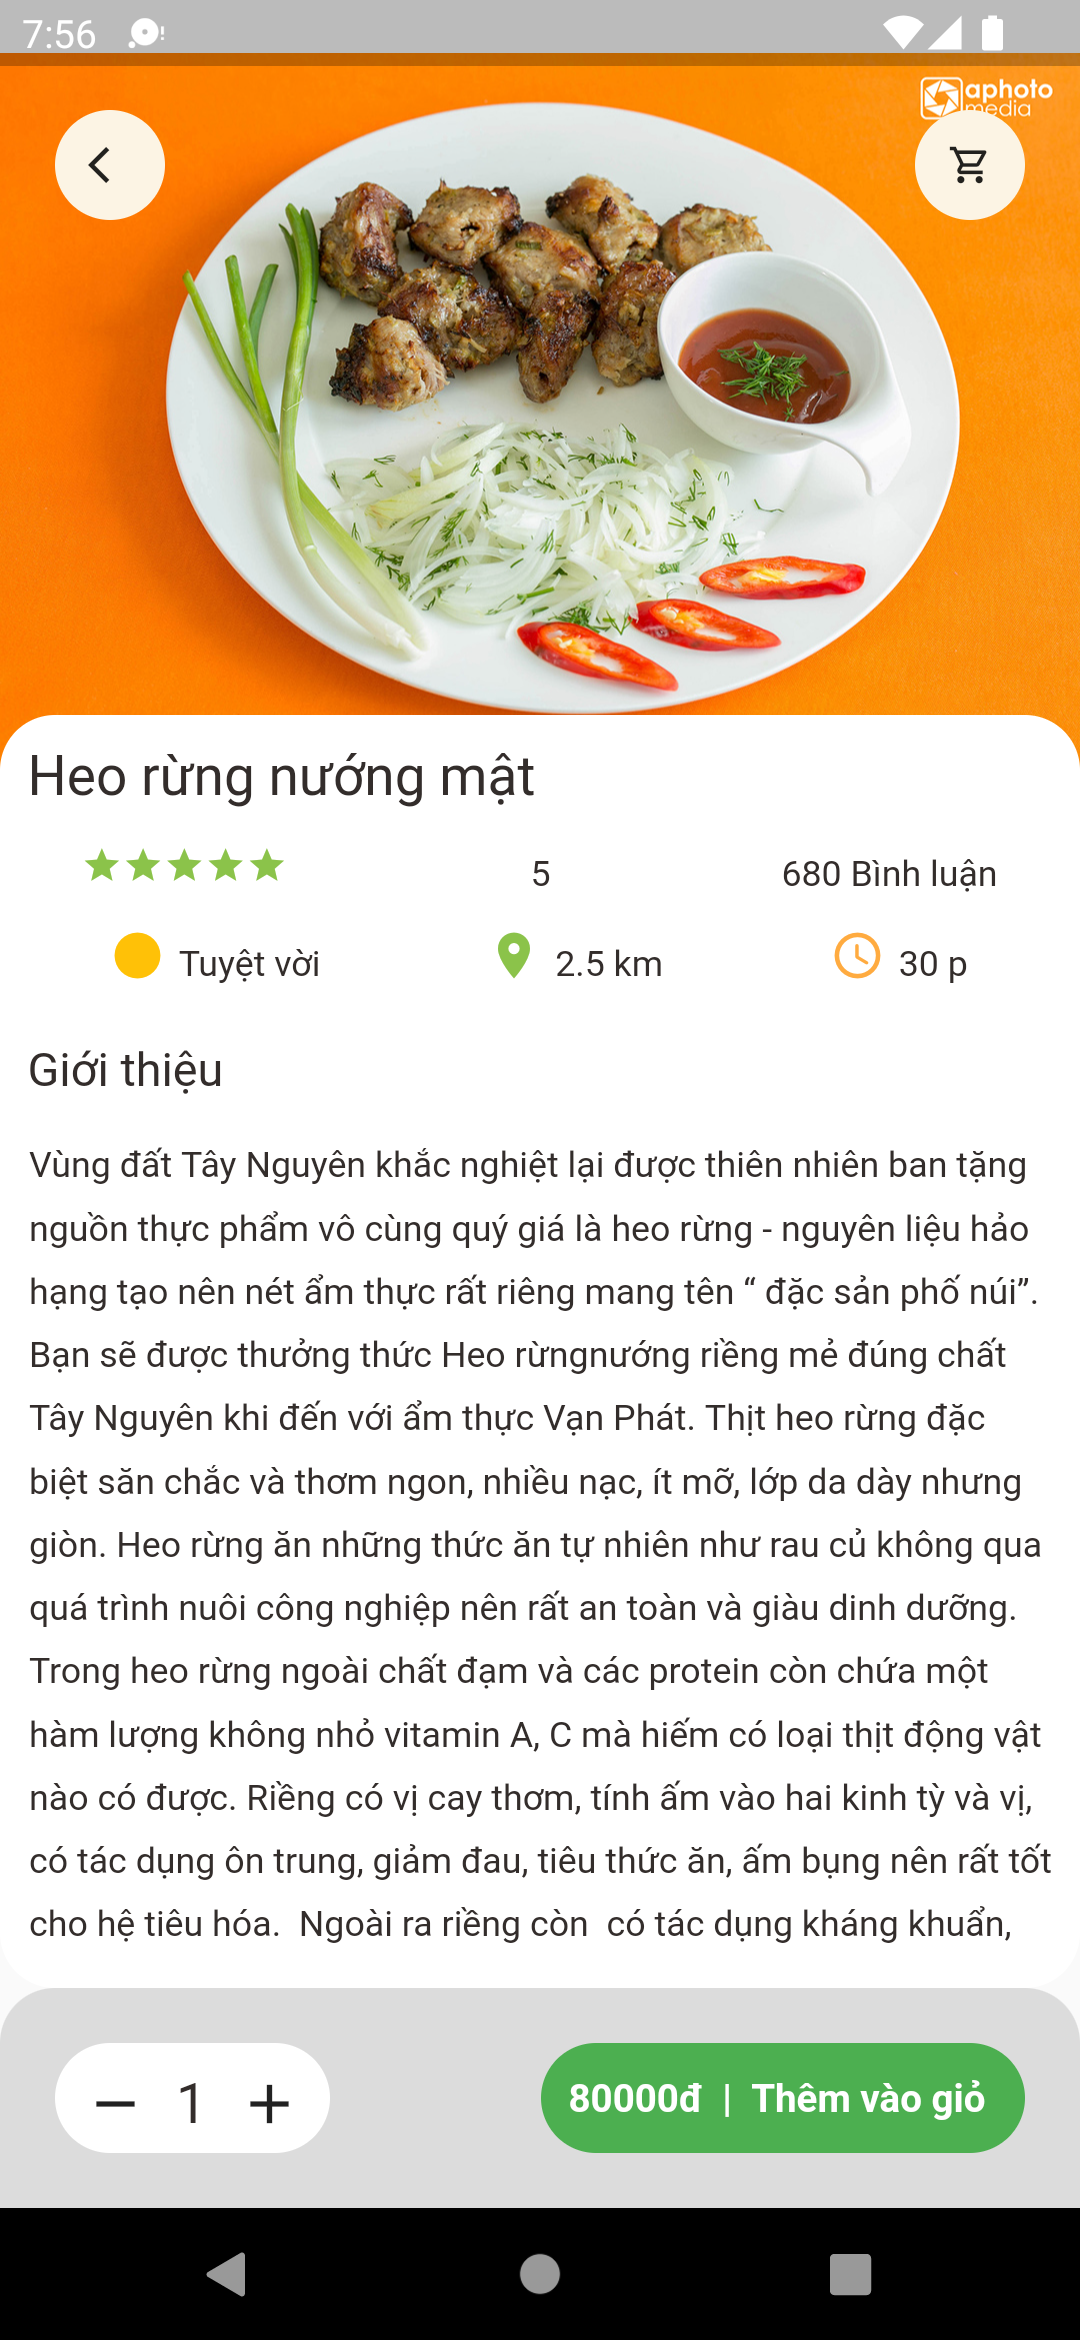 7:56
aphoto
media
Heo rừng nướng mật
5
680 Bình luận
Tuyệt vời
2.5 km
30 p
Giới thiệu
Vùng đất Tây Nguyên khắc nghiệt lại được thiên nhiên ban tặng
nguồn thực phẩm vô cùng quý giá là heo rừng - nguyên liệu hảo
hạng tạo nên nét ẩm thực rất riêng mang tên “ đặc sản phố núi”.
Bạn sẽ được thưởng thức Heo rừngnướng riềng mẻ đúng chất
Tây Nguyên khi đến với ẩm thực Vạn Phát. Thịt heo rừng đặc
biệt săn chắc và thơm ngon, nhiều nạc, ít mỡ, lớp da dày nhưng
giòn. Heo rừng ăn những thức ăn tự nhiên như rau củ không qua
quá trình nuôi công nghiệp nên rất an toàn và giàu dinh dưỡng.
Trong heo rừng ngoài chất đạm và các protein còn chứa một
hàm lượng không nhỏ vitamin A, C mà hiếm có loại thịt động vật
nào có được. Riềng có vị cay thơm, tính ấm vào hai kinh tỳ và vị,
có tác dụng ôn trung, giảm đau, tiêu thức ăn, ấm bụng nên rất tốt
cho hệ tiêu hóa.  Ngoài ra riềng còn  có tác dụng kháng khuẩn,
1
80000đ | Thêm vào giỏ